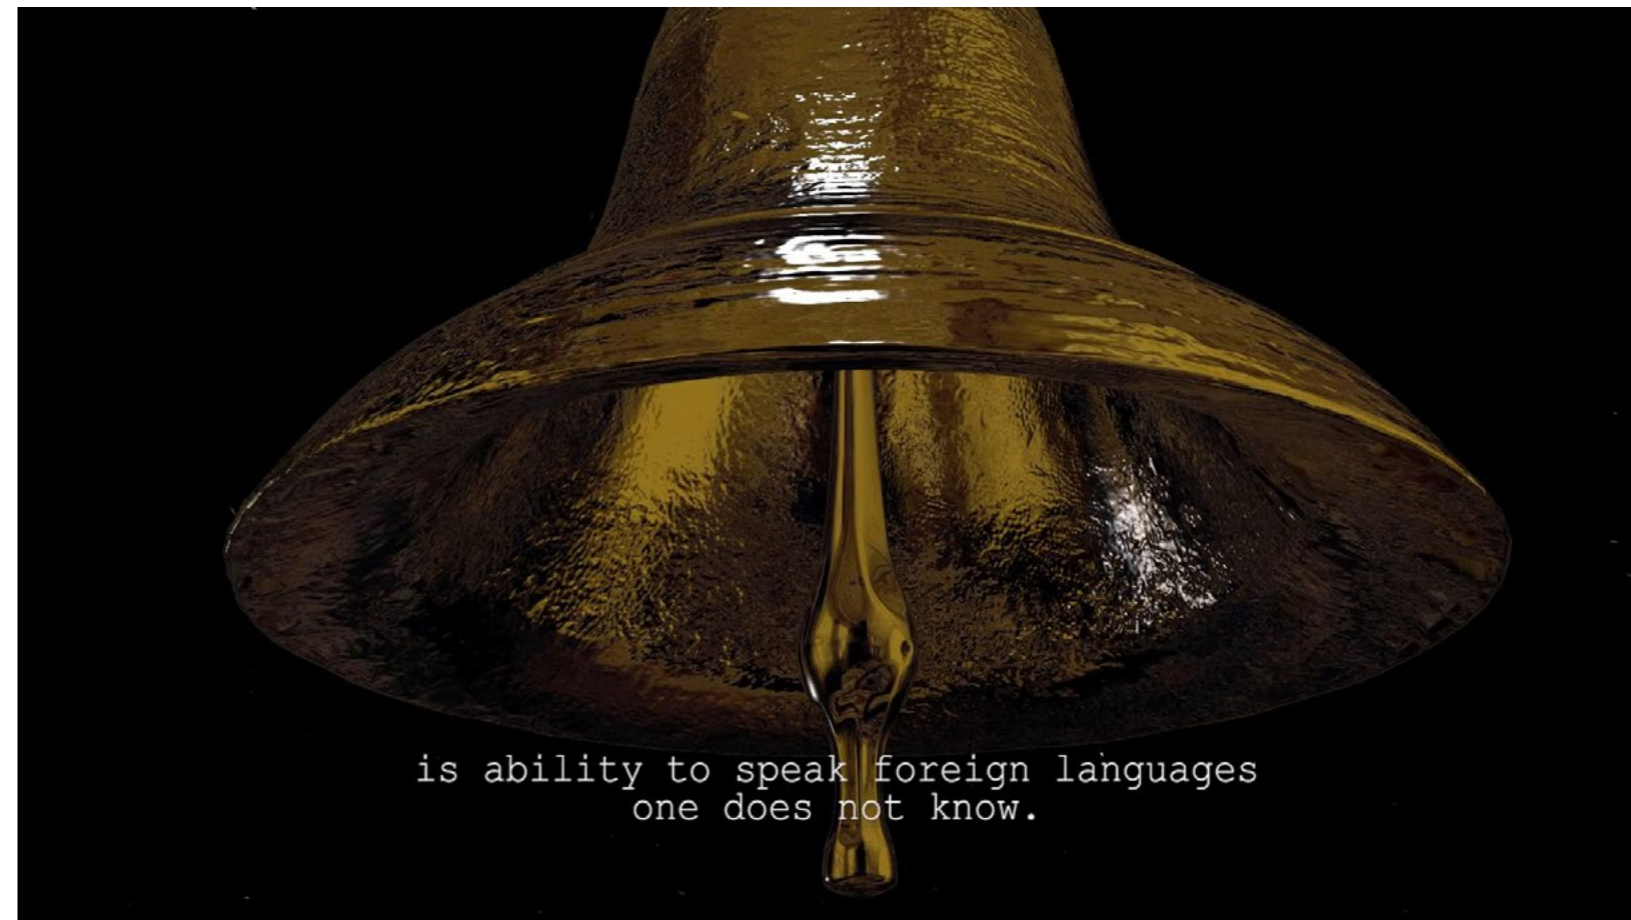 is ability to speak foreign languages
one does not know.